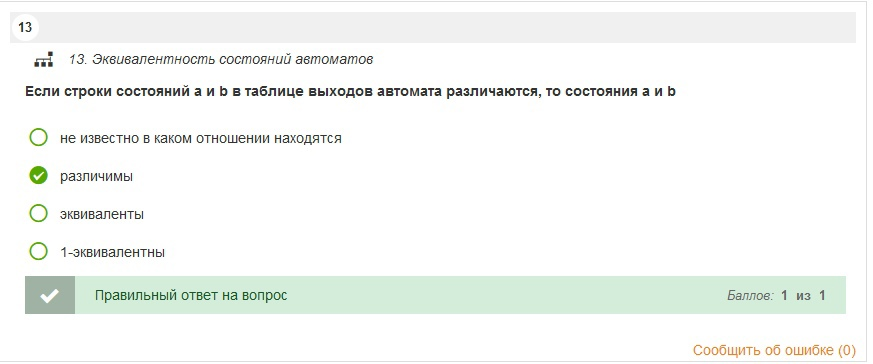 13
13. Эквивалентность состояний автоматов
Если строки состояний a и b в таблице выходов автомата различаются, то состояния a и b
не известно в каком отношении находятся
различимы
эквиваленты
1-эквивалентны
Правильный ответ на вопрос Баллов: 1 из 1
Сообщить об ошибке (0)